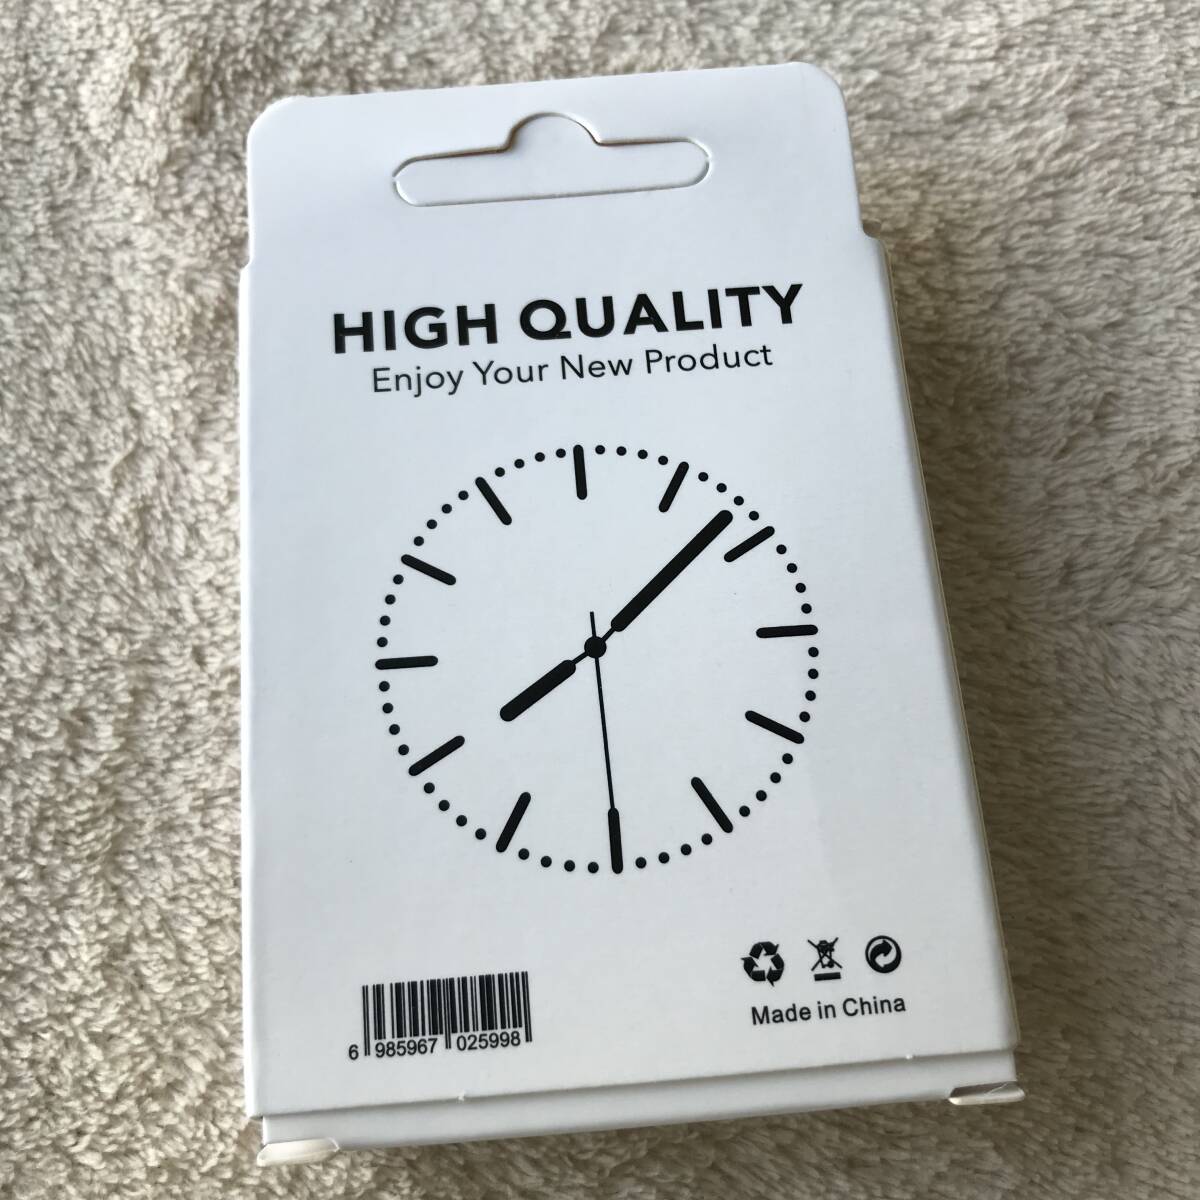 HIGH QUALITY
Enjoy Your New Product
Made in China
6 985967 025998